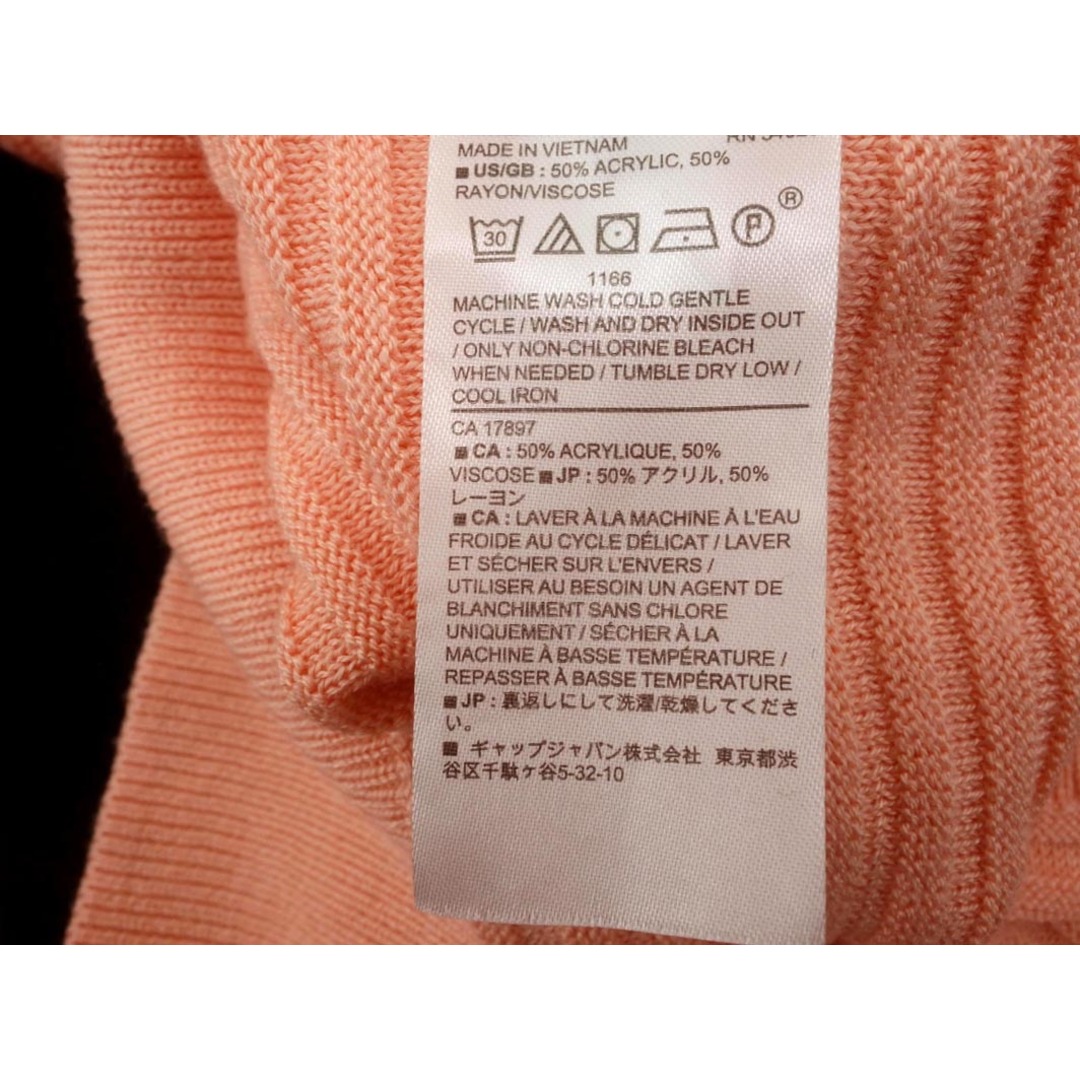 MADE IN VIETNAM RN
■ US/GB : 50% ACRYLIC, 50%
RAYON/VISCOSE
30 P ®
1166
MACHINE WASH COLD GENTLE
CYCLE / WASH AND DRY INSIDE OUT
/ ONLY NON-CHLORINE BLEACH
WHEN NEEDED / TUMBLE DRY LOW /
COOL IRON
CA 17897
■ CA : 50% ACRYLIQUE, 50%
VISCOSE ■ JP : 50% アクリル, 50%
レーヨン
■ CA : LAVER À LA MACHINE À L'EAU
FROIDE AU CYCLE DÉLICAT / LAVER
ET SÉCHER SUR L'ENVERS /
UTILISER AU BESOIN UN AGENT DE
BLANCHIMENT SANS CHLORE
UNIQUEMENT / SÉCHER À LA
MACHINE À BASSE TEMPÉRATURE /
REPASSER À BASSE TEMPÉRATURE
■ JP : 裏返しにして洗濯/乾燥してくださ
い。
■ ギャップジャパン株式会社 東京都渋
谷区千駄ヶ谷5-32-10